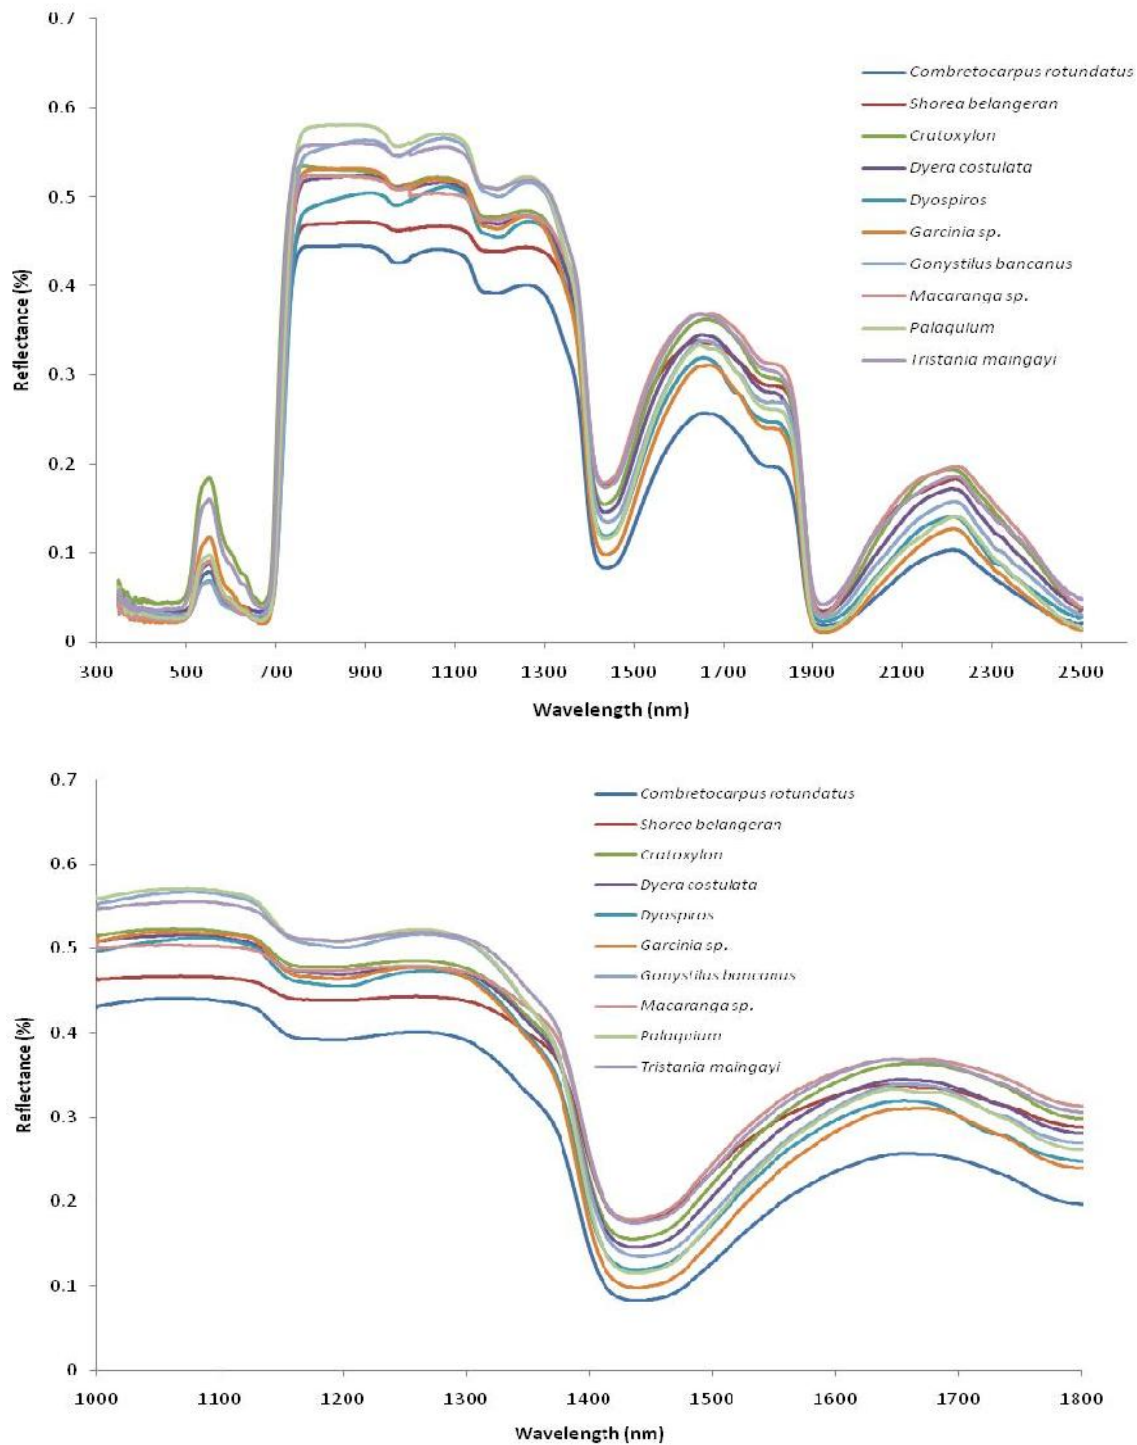 0.7
0.6
0.5
0.4
0.3
0.2
0.1
0
Reflectance (%)
300 500 700 900 1100 1300 1500 1700 1900 2100 2300 2500
Wavelength (nm)
Combretocarpus rotundatus
Shorea belangeran
Cratoxylon
Dyera costulata
Dyospiros
Garcinia sp.
Gonystilus bancanus
Macaranga sp.
Palaquium
Tristania maingayi
0.7
0.6
0.5
0.4
0.3
0.2
0.1
0
Reflectance (%)
1000 1100 1200 1300 1400 1500 1600 1700 1800
Wavelength (nm)
Combretocarpus rotundatus
Shorea belangeran
Cratoxylon
Dyera costulata
Dyospiros
Garcinia sp.
Gonystilus bancanus
Macaranga sp.
Palaquium
Tristania maingayi